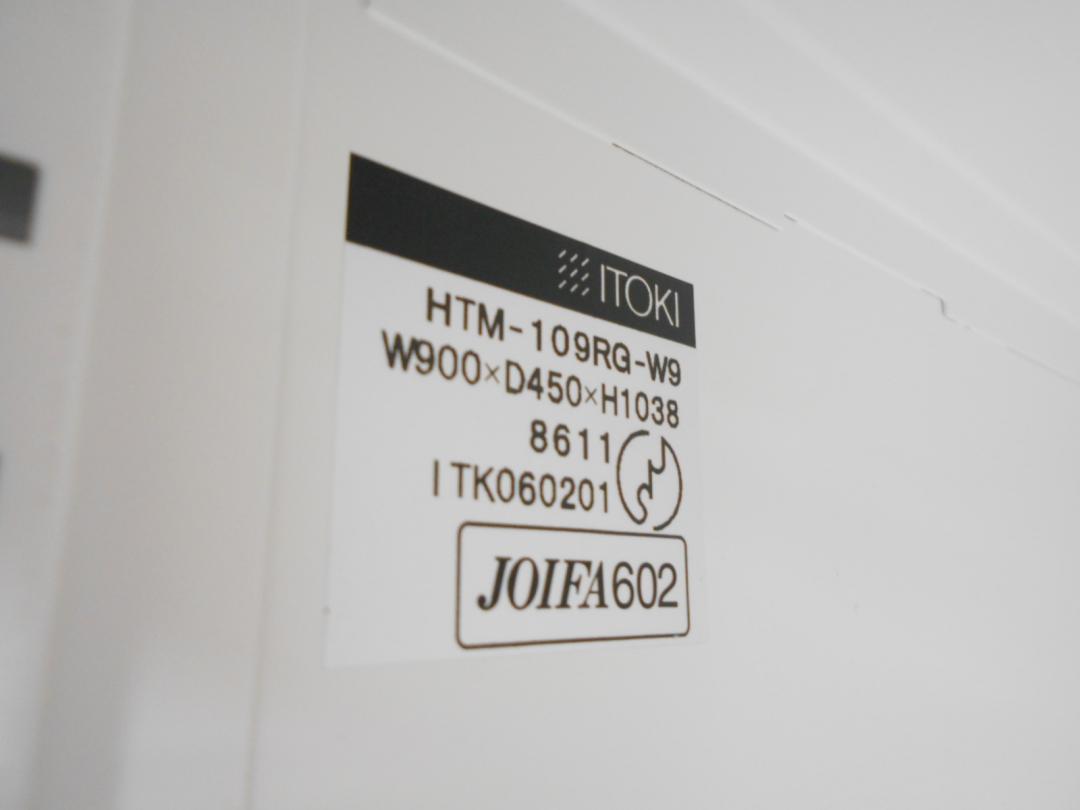 ITOKI
HTM-109RG-W9
W900×D450×H1038
8611
ITK060201
JOIFA602